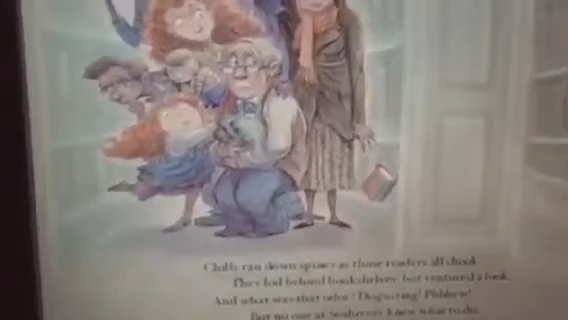 Chills ran down spines as those readers all shook.
They hid behind bookshelves, but ventured a look.
And what was that odor? Disgusting! Phhhew!
But no one at knew what to do.